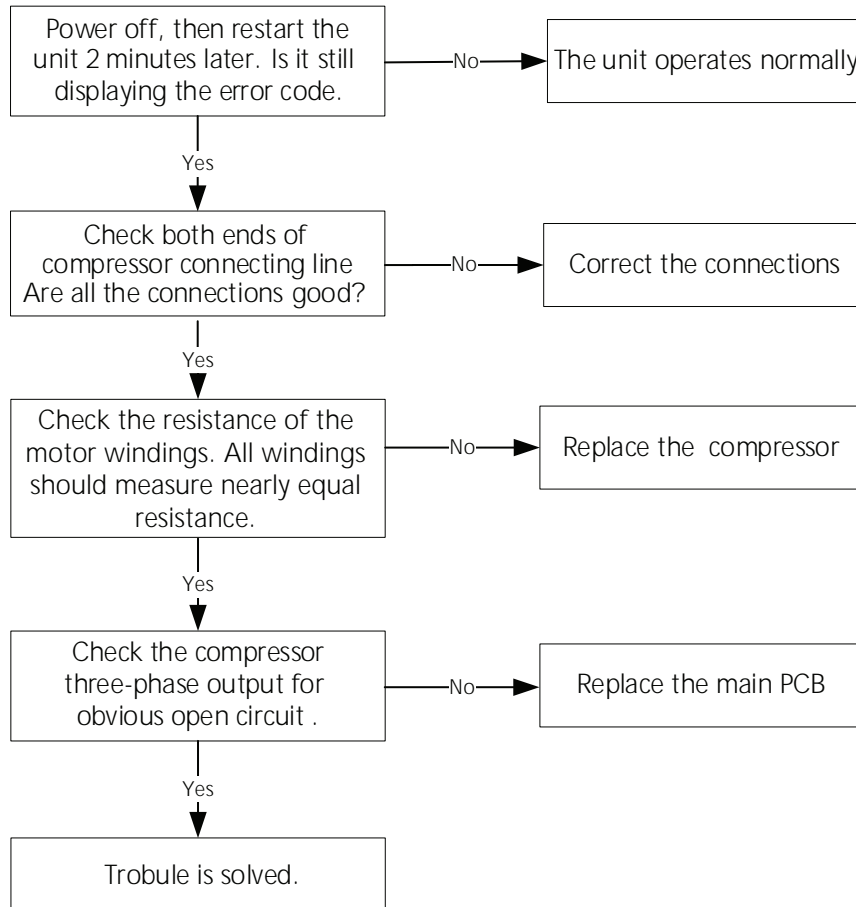 Power off, then restart the
unit 2 minutes later. Is it still
displaying the error code.
No
The unit operates normally
Yes
Check both ends of
compressor connecting line
Are all the connections good?
No
Correct the connections
Yes
Check the resistance of the
motor windings. All windings
should measure nearly equal
resistance.
No
Replace the compressor
Yes
Check the compressor
three-phase output for
obvious open circuit .
No
Replace the main PCB
Yes
Trobule is solved.